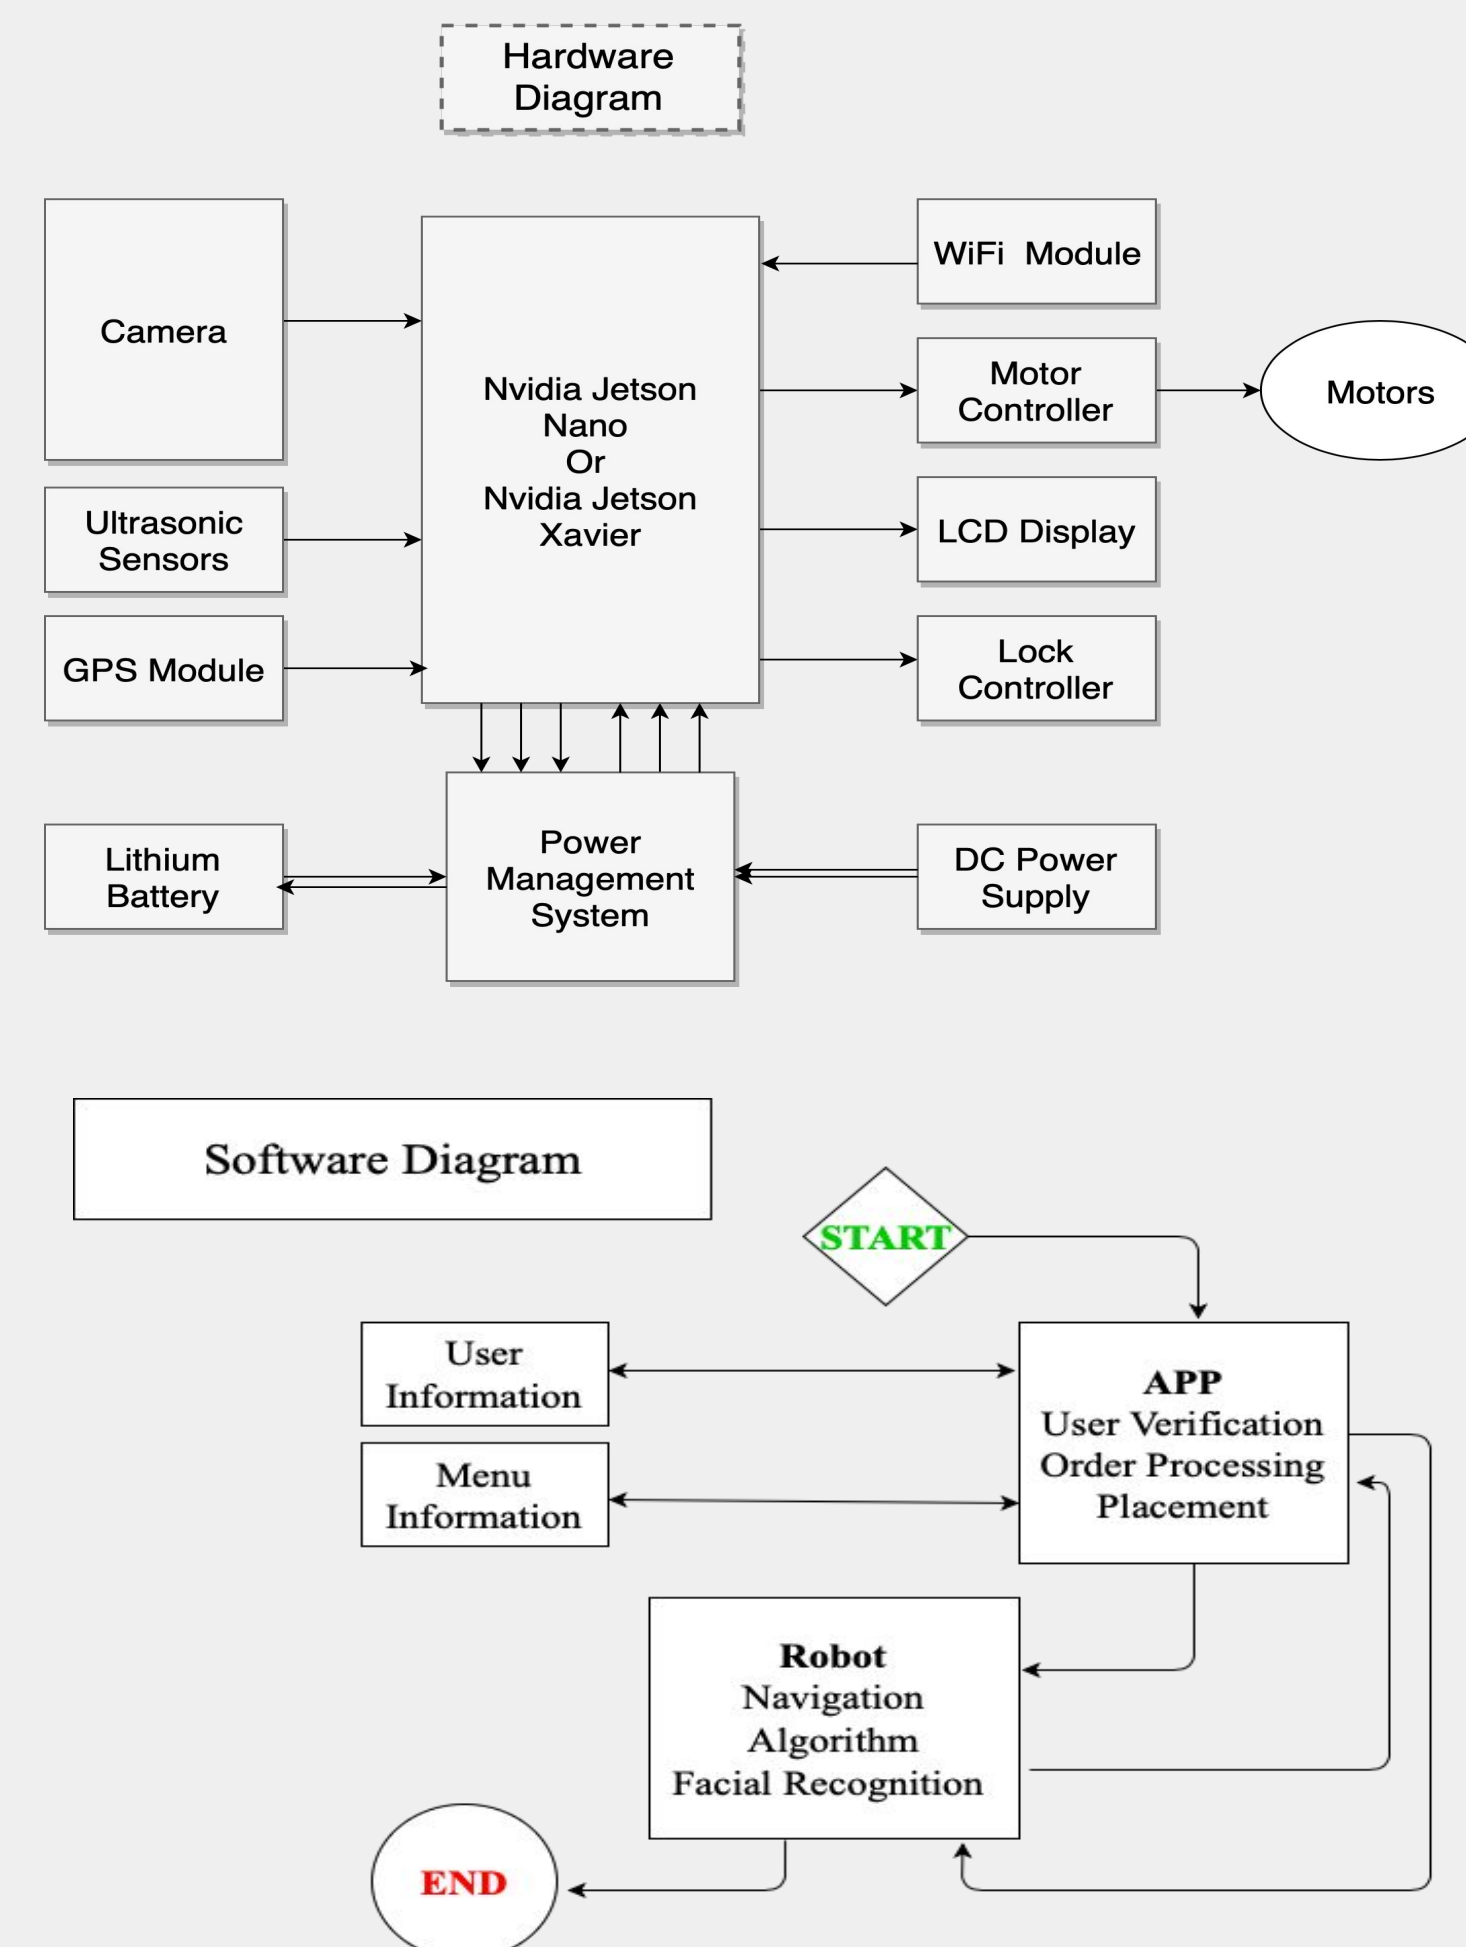 Hardware
Diagram
Camera
Ultrasonic
Sensors
GPS Module
Nvidia Jetson
Nano
Or
Nvidia Jetson
Xavier
WiFi Module
Motor
Controller
Motors
LCD Display
Lock
Controller
Lithium
Battery
Power
Management
System
DC Power
Supply
Software Diagram
START
User
Information
Menu
Information
APP
User Verification
Order Processing
Placement
Robot
Navigation
Algorithm
Facial Recognition
END